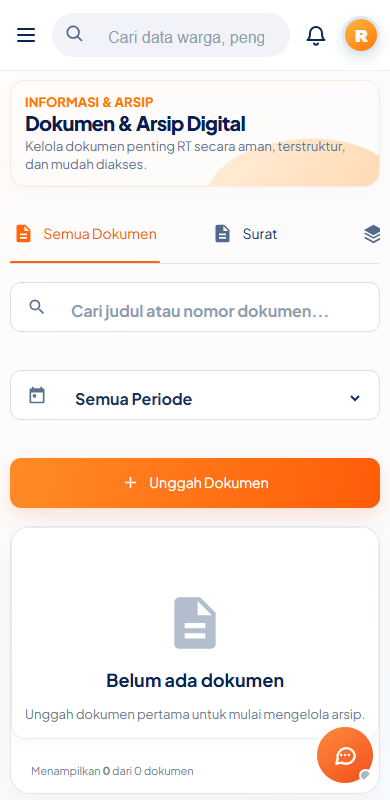 Cari data warga, peng
R
INFORMASI & ARSIP
Dokumen & Arsip Digital
Kelola dokumen penting RT secara aman, terstruktur,
dan mudah diakses.
Semua Dokumen
Surat
Cari judul atau nomor dokumen...
Semua Periode
+ Unggah Dokumen
Belum ada dokumen
Unggah dokumen pertama untuk mulai mengelola arsip.
Menampilkan 0 dari 0 dokumen